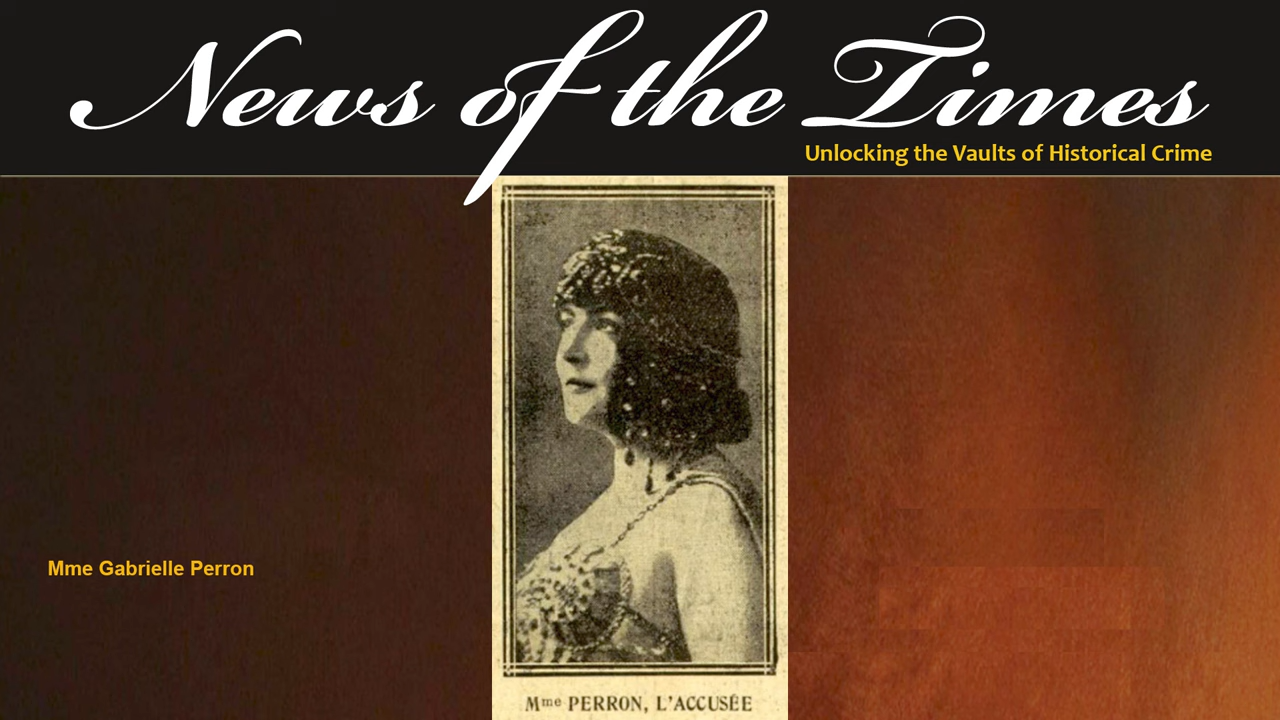 News of the Times
Unlocking the Vaults of Historical Crime
Mme Gabrielle Perron
Mme PERRON, L'ACCUSÉE